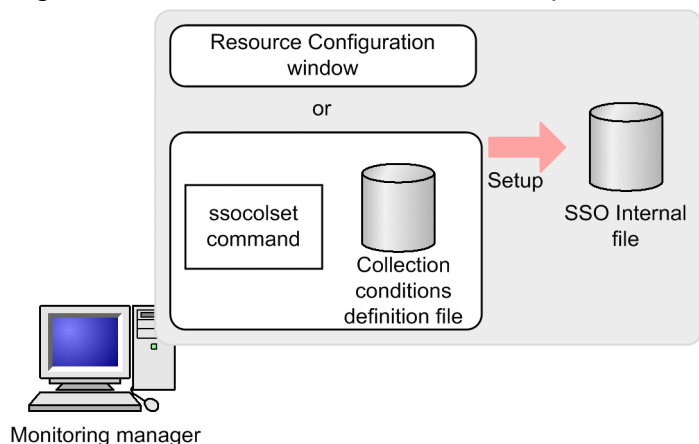 Resource Configuration
window
or
ssocolset
command
Collection
conditions
definition file
Setup
SSO Internal
file
Monitoring manager